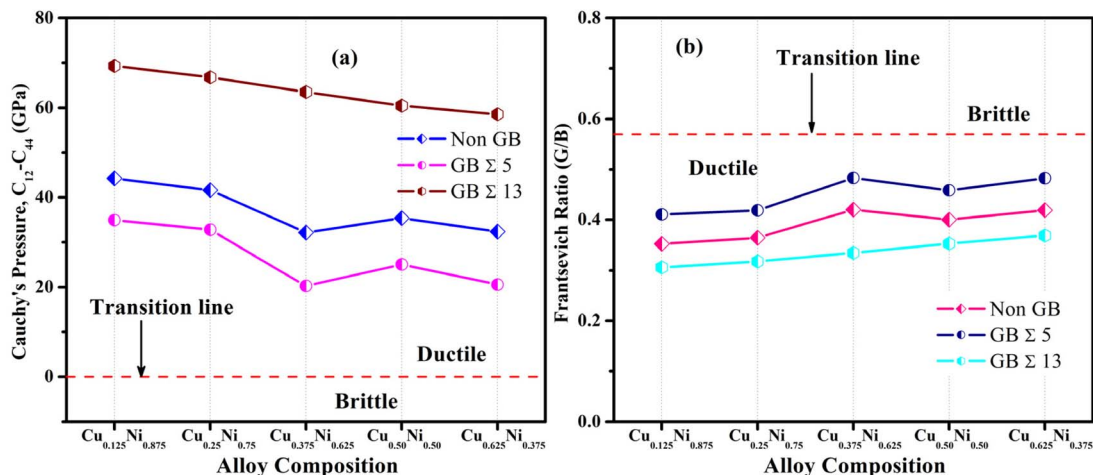 80
60
40
20
0
Cauchy's Pressure, C₁₂-C₄₄ (GPa)
(a)
Non GB
GB Σ 5
GB Σ 13
Transition line
Ductile
Brittle
Cu₀.₁₂₅Ni₀.₈₇₅ Cu₀.₂₅Ni₀.₇₅ Cu₀.₃₇₅Ni₀.₆₂₅ Cu₀.₅₀Ni₀.₅₀ Cu₀.₆₂₅Ni₀.₃₇₅
Alloy Composition
0.8
0.6
0.4
0.2
0.0
Frantsevich Ratio (G/B)
(b)
Transition line
Brittle
Ductile
Non GB
GB Σ 5
GB Σ 13
Cu₀.₁₂₅Ni₀.₈₇₅ Cu₀.₂₅Ni₀.₇₅ Cu₀.₃₇₅Ni₀.₆₂₅ Cu₀.₅₀Ni₀.₅₀ Cu₀.₆₂₅Ni₀.₃₇₅
Alloy Composition